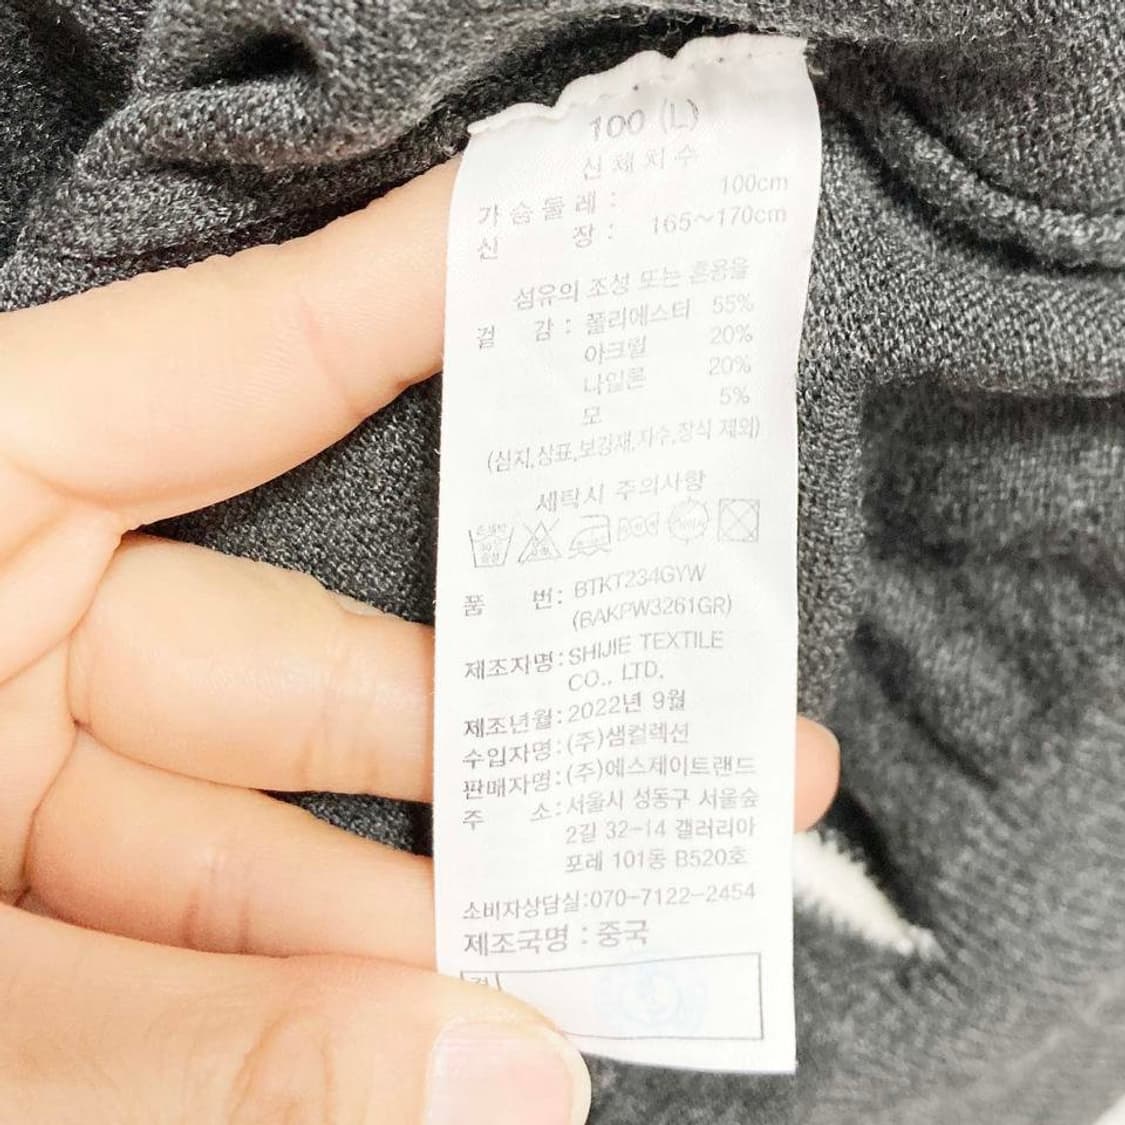 100 (L)
신체치수
가슴둘레 : 100cm
신 장 : 165~170cm
섬유의 조성 또는 혼용율
겉 감 : 폴리에스터 55%
아크릴 20%
나일론 20%
모 5%
(심지,상표,보강재,자수,장식 제외)
세탁시 주의사항
품 번: BTKT234GYW
(BAKPW3261GR)
제조자명:SHIJIE TEXTILE
CO., LTD.
제조년월:2022년 9월
수입자명:(주)샘컬렉션
판매자명:(주)에스제이트랜드
주 소:서울시 성동구 서울숲
2길 32-14 갤러리아
포레 101동 B520호
소비자상담실:070-7122-2454
제조국명 : 중국